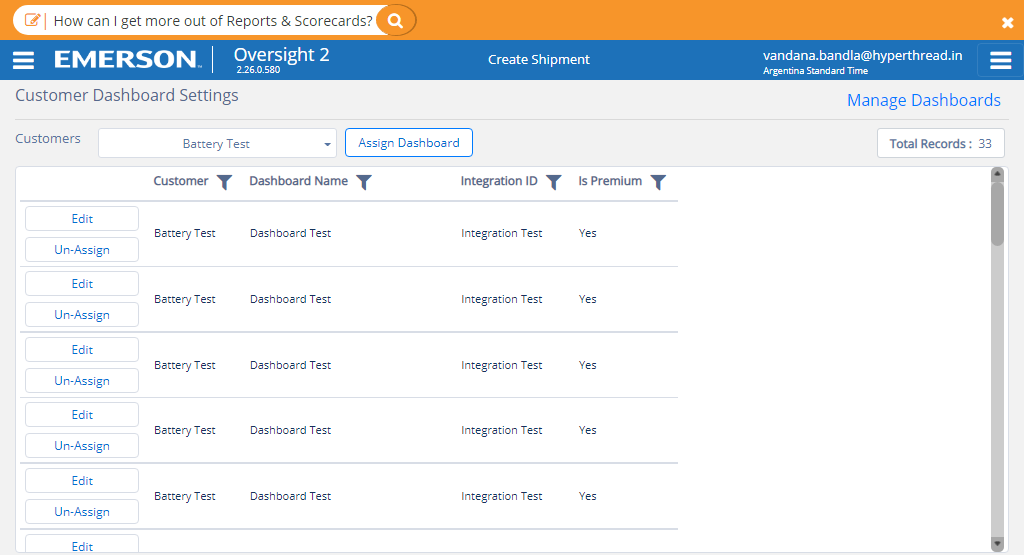 How can I get more out of Reports & Scorecards?
EMERSON
Oversight 2
2.26.0.580
Create Shipment
vandana.bandla@hyperthread.in
Argentina Standard Time
Customer Dashboard Settings
Manage Dashboards
Customers
Battery Test
Assign Dashboard
Total Records : 33
Customer Dashboard Name Integration ID Is Premium
Edit
Battery Test Dashboard Test Integration Test Yes
Un-Assign
Edit
Battery Test Dashboard Test Integration Test Yes
Un-Assign
Edit
Battery Test Dashboard Test Integration Test Yes
Un-Assign
Edit
Battery Test Dashboard Test Integration Test Yes
Un-Assign
Edit
Battery Test Dashboard Test Integration Test Yes
Un-Assign
Edit